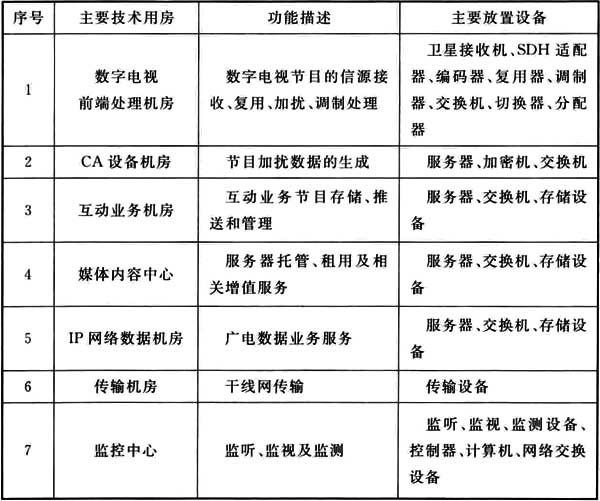 序号 主要技术用房 功能描述 主要放置设备
1
数字电视
前端处理机房
数字电视节目的信源接
收、复用、加扰、调制处理
卫星接收机、SDH 适配
器、编码器、复用器、调制
器、交换机、切换器、分配
器
2 CA 设备机房 节目加扰数据的生成 服务器、加密机、交换机
3 互动业务机房
互动业务节目存储、推
送和管理
服务器、交换机、存储设
备
4 媒体内容中心
服务器托管、租用及相
关增值服务
服务器、交换机、存储设
备
5 IP 网络数据机房 广电数据业务服务
服务器、交换机、存储设
备
6 传输机房 干线网传输 传输设备
7 监控中心 监听、监视及监测
监听、监视、监测设备、
控制器、计算机、网络交换
设备